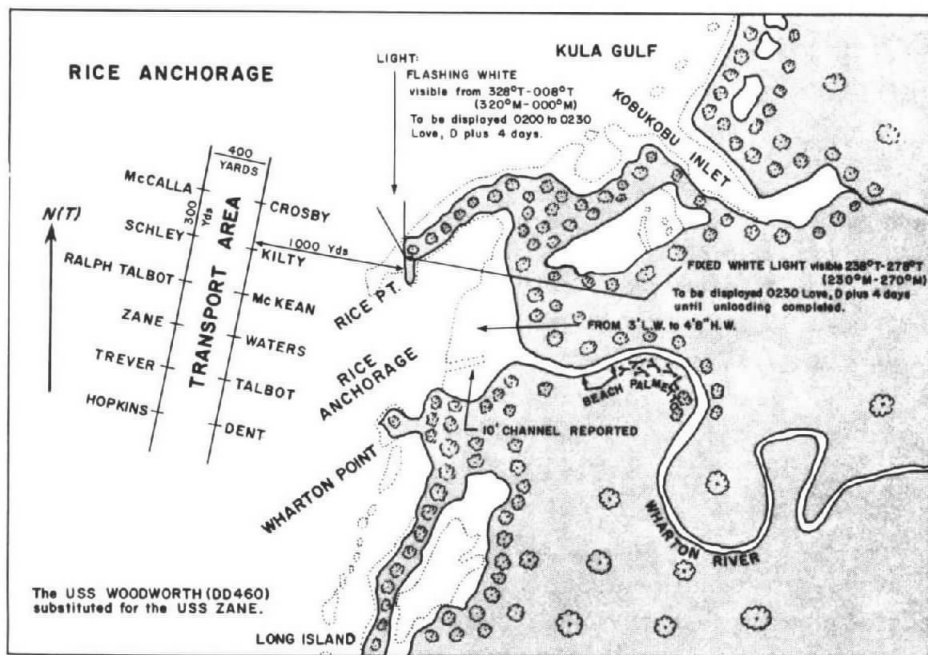 RICE ANCHORAGE
LIGHT:
FLASHING WHITE
visible from 328°T-008°T
(320°M-000°M)
To be displayed 0200 to 0230
Love, D plus 4 days.
KULA GULF
KOBUKOBU INLET
N(T)
400
YARDS
300
Yds
TRANSPORT AREA
McCALLA
SCHLEY
RALPH TALBOT
ZANE
TREVER
HOPKINS
CROSBY
KILTY
McKEAN
WATERS
TALBOT
DENT
1000 Yds
RICE PT.
FIXED WHITE LIGHT visible 238°T-278°T
(230°M-270°M)
To be displayed 0230 Love, D plus 4 days
until unloading completed.
FROM 3' L.W. to 4'8" H.W.
RICE
ANCHORAGE
BEACH PALMER
10' CHANNEL REPORTED
WHARTON POINT
WHARTON RIVER
The USS WOODWORTH (DD460)
substituted for the USS ZANE.
LONG ISLAND